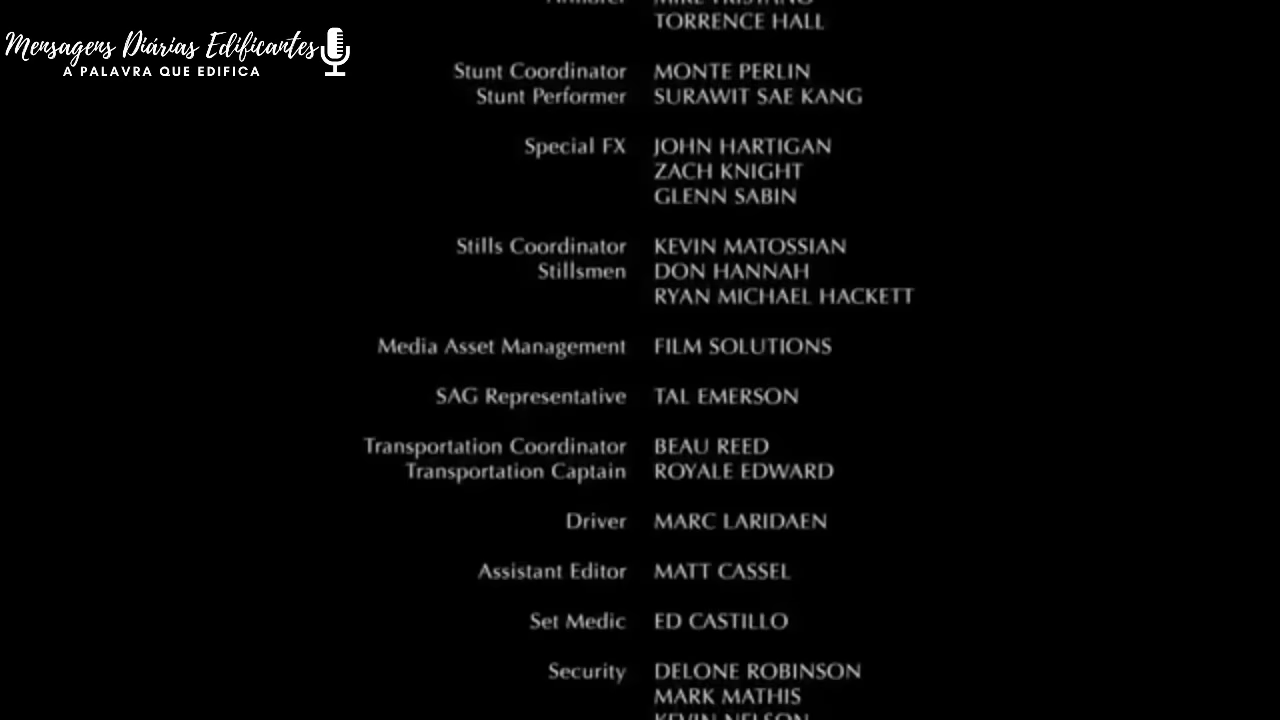 Mensagens Diárias Edificantes
A PALAVRA QUE EDIFICA
TORRENCE HALL
Stunt Coordinator MONTE PERLIN
Stunt Performer SURAWIT SAE KANG
Special FX JOHN HARTIGAN
ZACH KNIGHT
GLENN SABIN
Stills Coordinator KEVIN MATOSSIAN
Stillsmen DON HANNAH
RYAN MICHAEL HACKETT
Media Asset Management FILM SOLUTIONS
SAG Representative TAL EMERSON
Transportation Coordinator BEAU REED
Transportation Captain ROYALE EDWARD
Driver MARC LARIDAEN
Assistant Editor MATT CASSEL
Set Medic ED CASTILLO
Security DELONE ROBINSON
MARK MATHIS